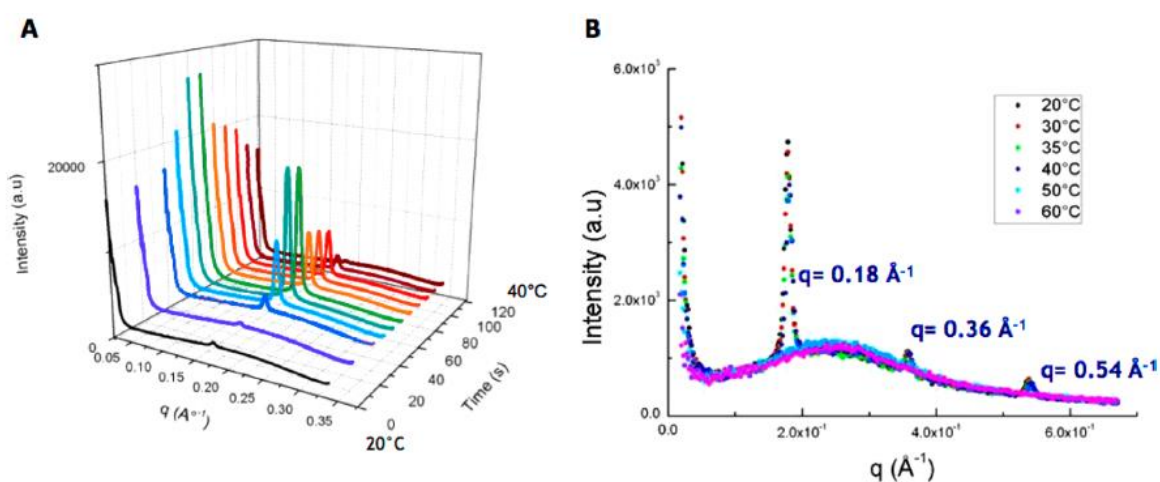 A
Intensity (a.u)
20000
0
0.05
0.10
0.15
0.20
0.25
0.30
0.35
q (A°⁻¹)
0
20
40
60
80
100
120
Time (s)
20°C
40°C
B
6.0x10³
4.0x10³
2.0x10³
0.0
Intensity (a.u)
20°C
30°C
35°C
40°C
50°C
60°C
q= 0.18 Å⁻¹
q= 0.36 Å⁻¹
q= 0.54 Å⁻¹
0.0
2.0x10⁻¹
4.0x10⁻¹
6.0x10⁻¹
q (Å⁻¹)